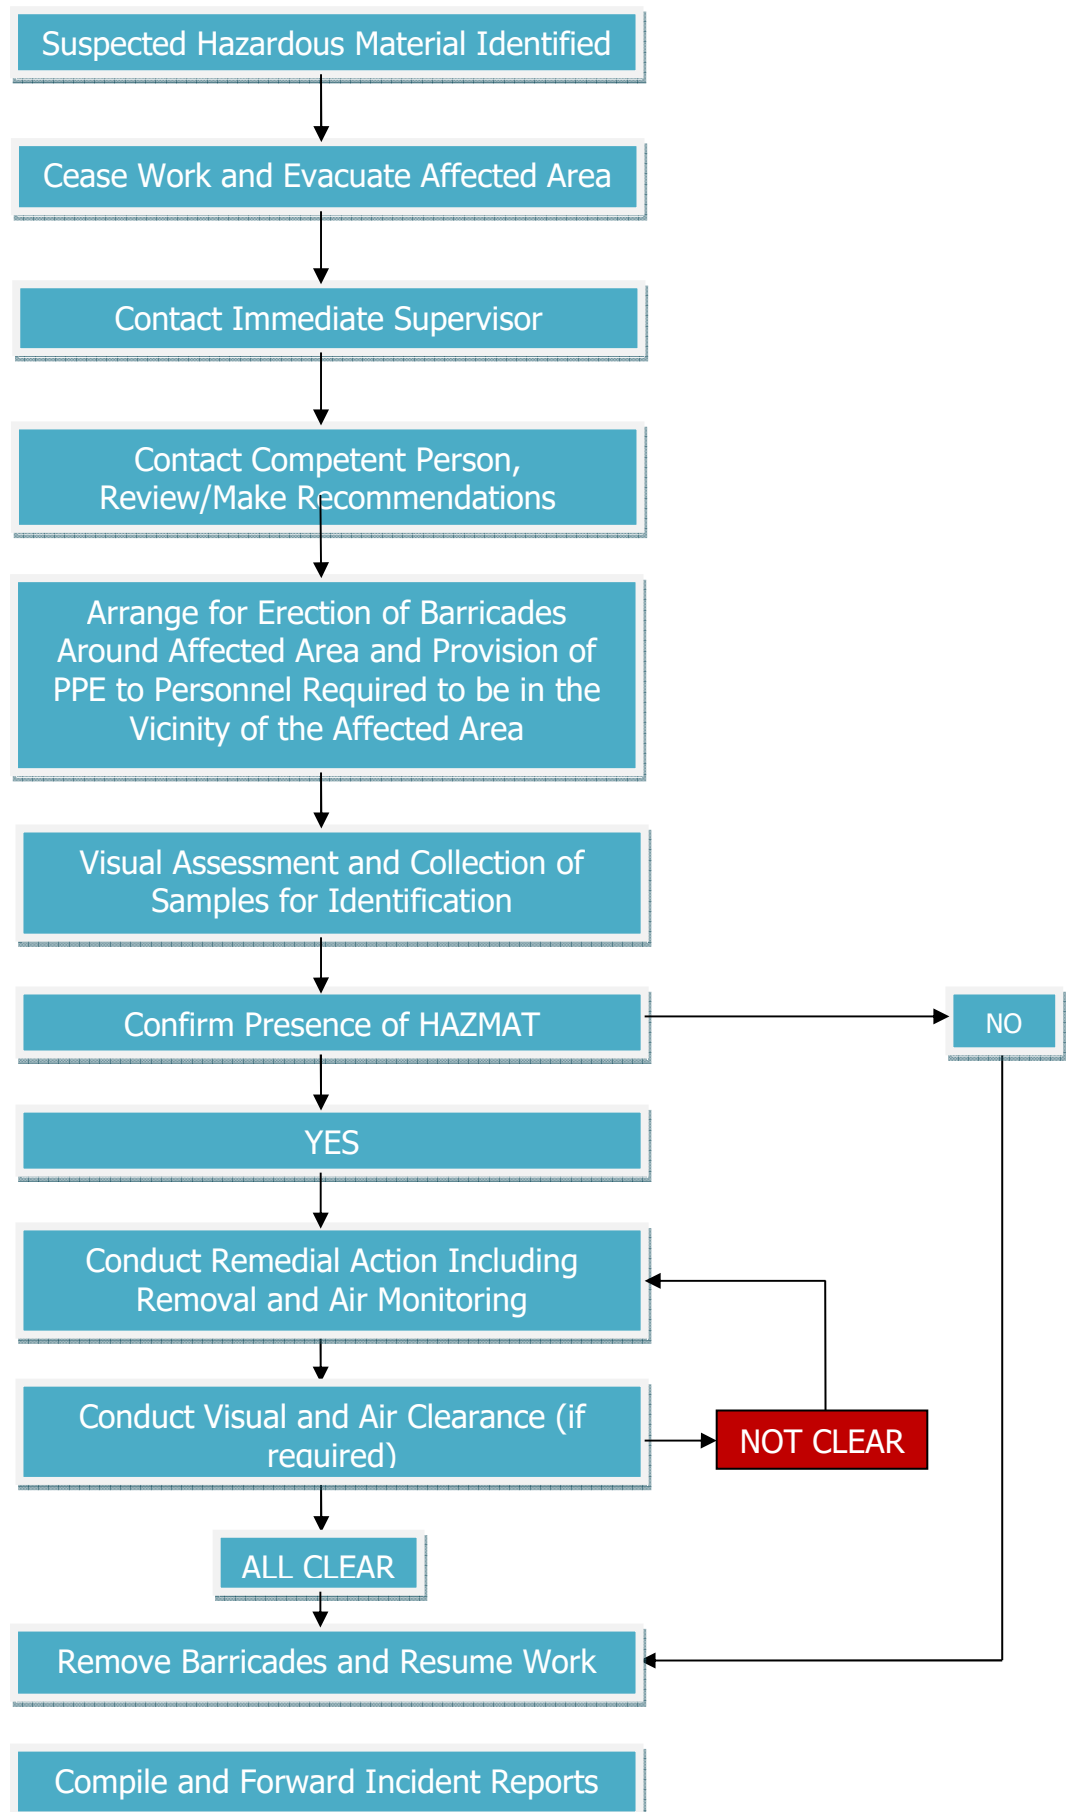 Suspected Hazardous Material Identified
Cease Work and Evacuate Affected Area
Contact Immediate Supervisor
Contact Competent Person,
Review/Make Recommendations
Arrange for Erection of Barricades
Around Affected Area and Provision of
PPE to Personnel Required to be in the
Vicinity of the Affected Area
Visual Assessment and Collection of
Samples for Identification
Confirm Presence of HAZMAT
NO
YES
Conduct Remedial Action Including
Removal and Air Monitoring
Conduct Visual and Air Clearance (if
required)
NOT CLEAR
ALL CLEAR
Remove Barricades and Resume Work
Compile and Forward Incident Reports